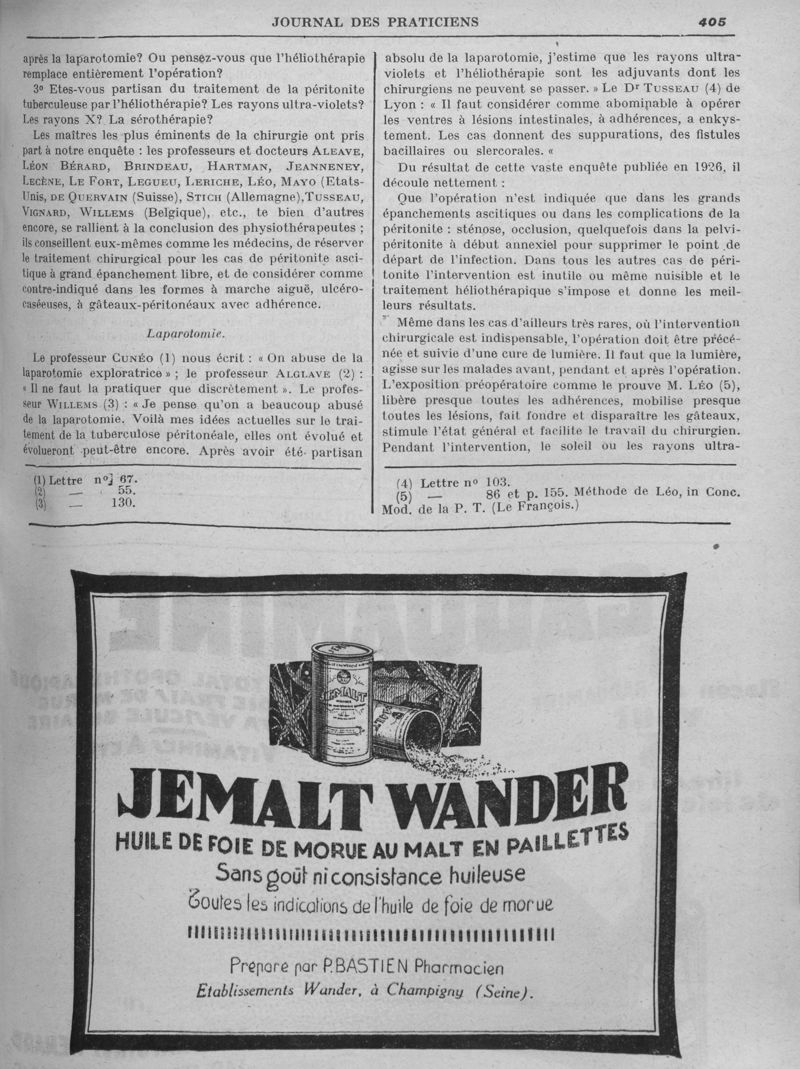 JOURNAL DES PRATICIENS 405
après la laparotomie? Ou pensez-vous que l'héliothérapie
remplace entièrement l'opération?
3o Etes-vous partisan du traitement de la péritonite
tuberculeuse par l'héliothérapie? Les rayons ultra-violets?
Les rayons X? La sérothérapie?
Les maîtres les plus éminents de la chirurgie ont pris
part à notre enquête : les professeurs et docteurs ALEAVE,
LÉON BÉRARD, BRINDEAU, HARTMAN, JEANNENEY,
LECÈNE, LE FORT, LEGUEU, LERICHE, LÉO, MAYO (Etats-
Unis, DE QUERVAIN (Suisse), STICH (Allemagne),TUSSEAU,
VIGNARD, WILLEMS (Belgique), etc., te bien d'autres
encore, se rallient à la conclusion des physiothérapeutes ;
ils conseillent eux-mêmes comme les médecins, de réserver
le traitement chirurgical pour les cas de péritonite asci-
tique à grand épanchement libre, et de considérer comme
contre-indiqué dans les formes à marche aiguë, ulcéro-
caséeuses, à gâteaux-péritonéaux avec adhérence.
Laparotomie.
Le professeur CUNÉO (1) nous écrit : « On abuse de la
laparotomie exploratrice » ; le professeur ALGLAVE (2) :
« Il ne faut la pratiquer que discrètement ». Le profes-
seur WILLEMS (3) : « Je pense qu'on a beaucoup abusé
de la laparotomie. Voilà mes idées actuelles sur le trai-
tement de la tuberculose péritonéale, elles ont évolué et
évolueront peut-être encore. Après avoir été partisan
(1) Lettre noj 67.
(2) — 55.
(3) — 130.
absolu de la laparotomie, j'estime que les rayons ultra-
violets et l'héliothérapie sont les adjuvants dont les
chirurgiens ne peuvent se passer. » Le Dr TUSSEAU (4) de
Lyon : « Il faut considérer comme abominable à opérer
les ventres à lésions intestinales, à adhérences, a enkys-
tement. Les cas donnent des suppurations, des fistules
bacillaires ou slercorales. «
Du résultat de cette vaste enquête publiée en 1926, il
découle nettement :
Que l'opération n'est indiquée que dans les grands
épanchements ascitiques ou dans les complications de la
péritonite : sténose, occlusion, quelquefois dans la pelvi-
péritonite à début annexiel pour supprimer le point de
départ de l'infection. Dans tous les autres cas de péri-
tonite l'intervention est inutile ou même nuisible et le
traitement héliothérapique s'impose et donne les meil-
leurs résultats.
Même dans les cas d'ailleurs très rares, où l'intervention
chirurgicale est indispensable, l'opération doit être précé-
née et suivie d'une cure de lumière. Il faut que la lumière,
agisse sur les malades avant, pendant et après l'opération.
L'exposition préopératoire comme le prouve M. LÉO (5),
libère presque toutes les adhérences, mobilise presque
toutes les lésions, fait fondre et disparaître les gâteaux,
stimule l'état général et facilite le travail du chirurgien.
Pendant l'intervention, le soleil ou les rayons ultra-
(4) Lettre no 103.
(5) — 86 et p. 155. Méthode de Léo, in Conc.
Mod. de la P. T. (Le François.)
JEMALT
JEMALT WANDER
HUILE DE FOIE DE MORUE AU MALT EN PAILLETTES
Sans goût ni consistance huileuse
Toutes les indications de l'huile de foie de morue
Préparé par P.BASTIEN Pharmacien
Etablissements Wander, à Champigny (Seine).